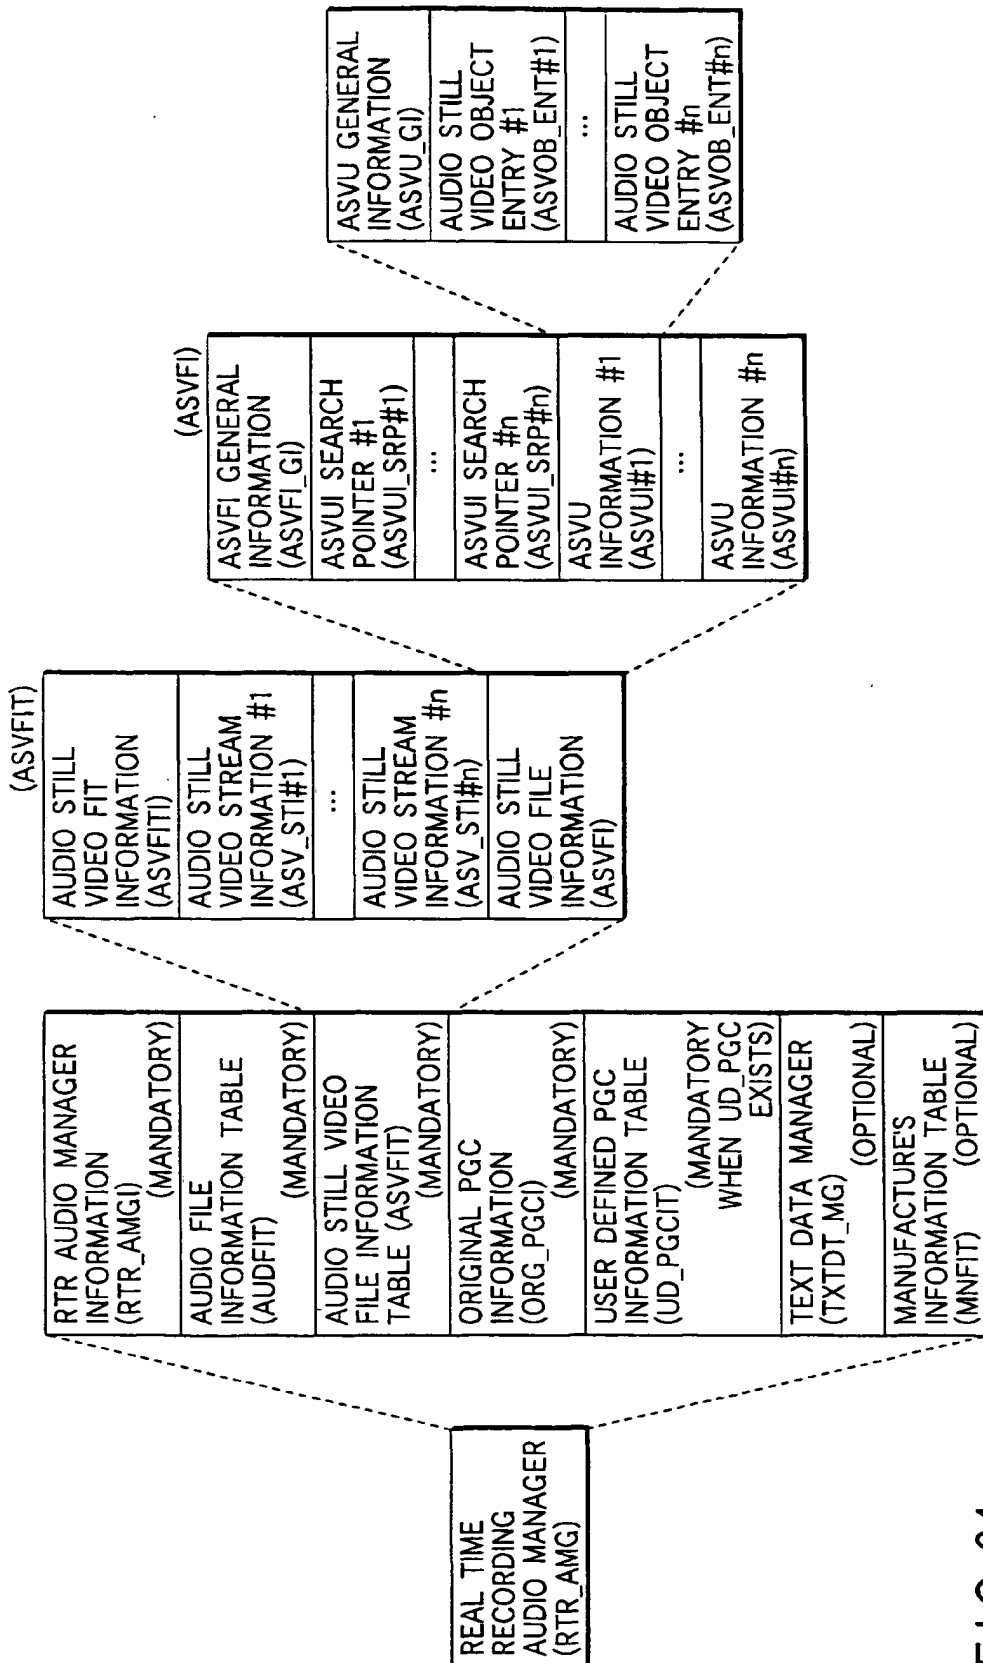 REAL TIME
RECORDING
AUDIO MANAGER
(RTR_AMG)
RTR AUDIO MANAGER
INFORMATION
(RTR_AMGI)
(MANDATORY)
AUDIO FILE
INFORMATION TABLE
(AUDFIT)
(MANDATORY)
AUDIO STILL VIDEO
FILE INFORMATION
TABLE (ASVFIT)
(MANDATORY)
ORIGINAL PGC
INFORMATION
(ORG_PGCI)
(MANDATORY)
USER DEFINED PGC
INFORMATION TABLE
(UD_PGCIT)
(MANDATORY
WHEN UD_PGC
EXISTS)
TEXT DATA MANAGER
(TXTDT_MG)
(OPTIONAL)
MANUFACTURE'S
INFORMATION TABLE
(MNFIT) (OPTIONAL)
(ASVFIT)
AUDIO STILL
VIDEO FIT
INFORMATION
(ASVFITI)
AUDIO STILL
VIDEO STREAM
INFORMATION #1
(ASV_STI#1)
...
AUDIO STILL
VIDEO STREAM
INFORMATION #n
(ASV_STI#n)
AUDIO STILL
VIDEO FILE
INFORMATION
(ASVFI)
(ASVFI)
ASVFI GENERAL
INFORMATION
(ASVFI_GI)
ASVUI SEARCH
POINTER #1
(ASVUI_SRP#1)
...
ASVUI SEARCH
POINTER #n
(ASVUI_SRP#n)
ASVU
INFORMATION #1
(ASVUI#1)
...
ASVU
INFORMATION #n
(ASVUI#n)
ASVU GENERAL
INFORMATION
(ASVU_GI)
AUDIO STILL
VIDEO OBJECT
ENTRY #1
(ASVOB_ENT#1)
...
AUDIO STILL
VIDEO OBJECT
ENTRY #n
(ASVOB_ENT#n)